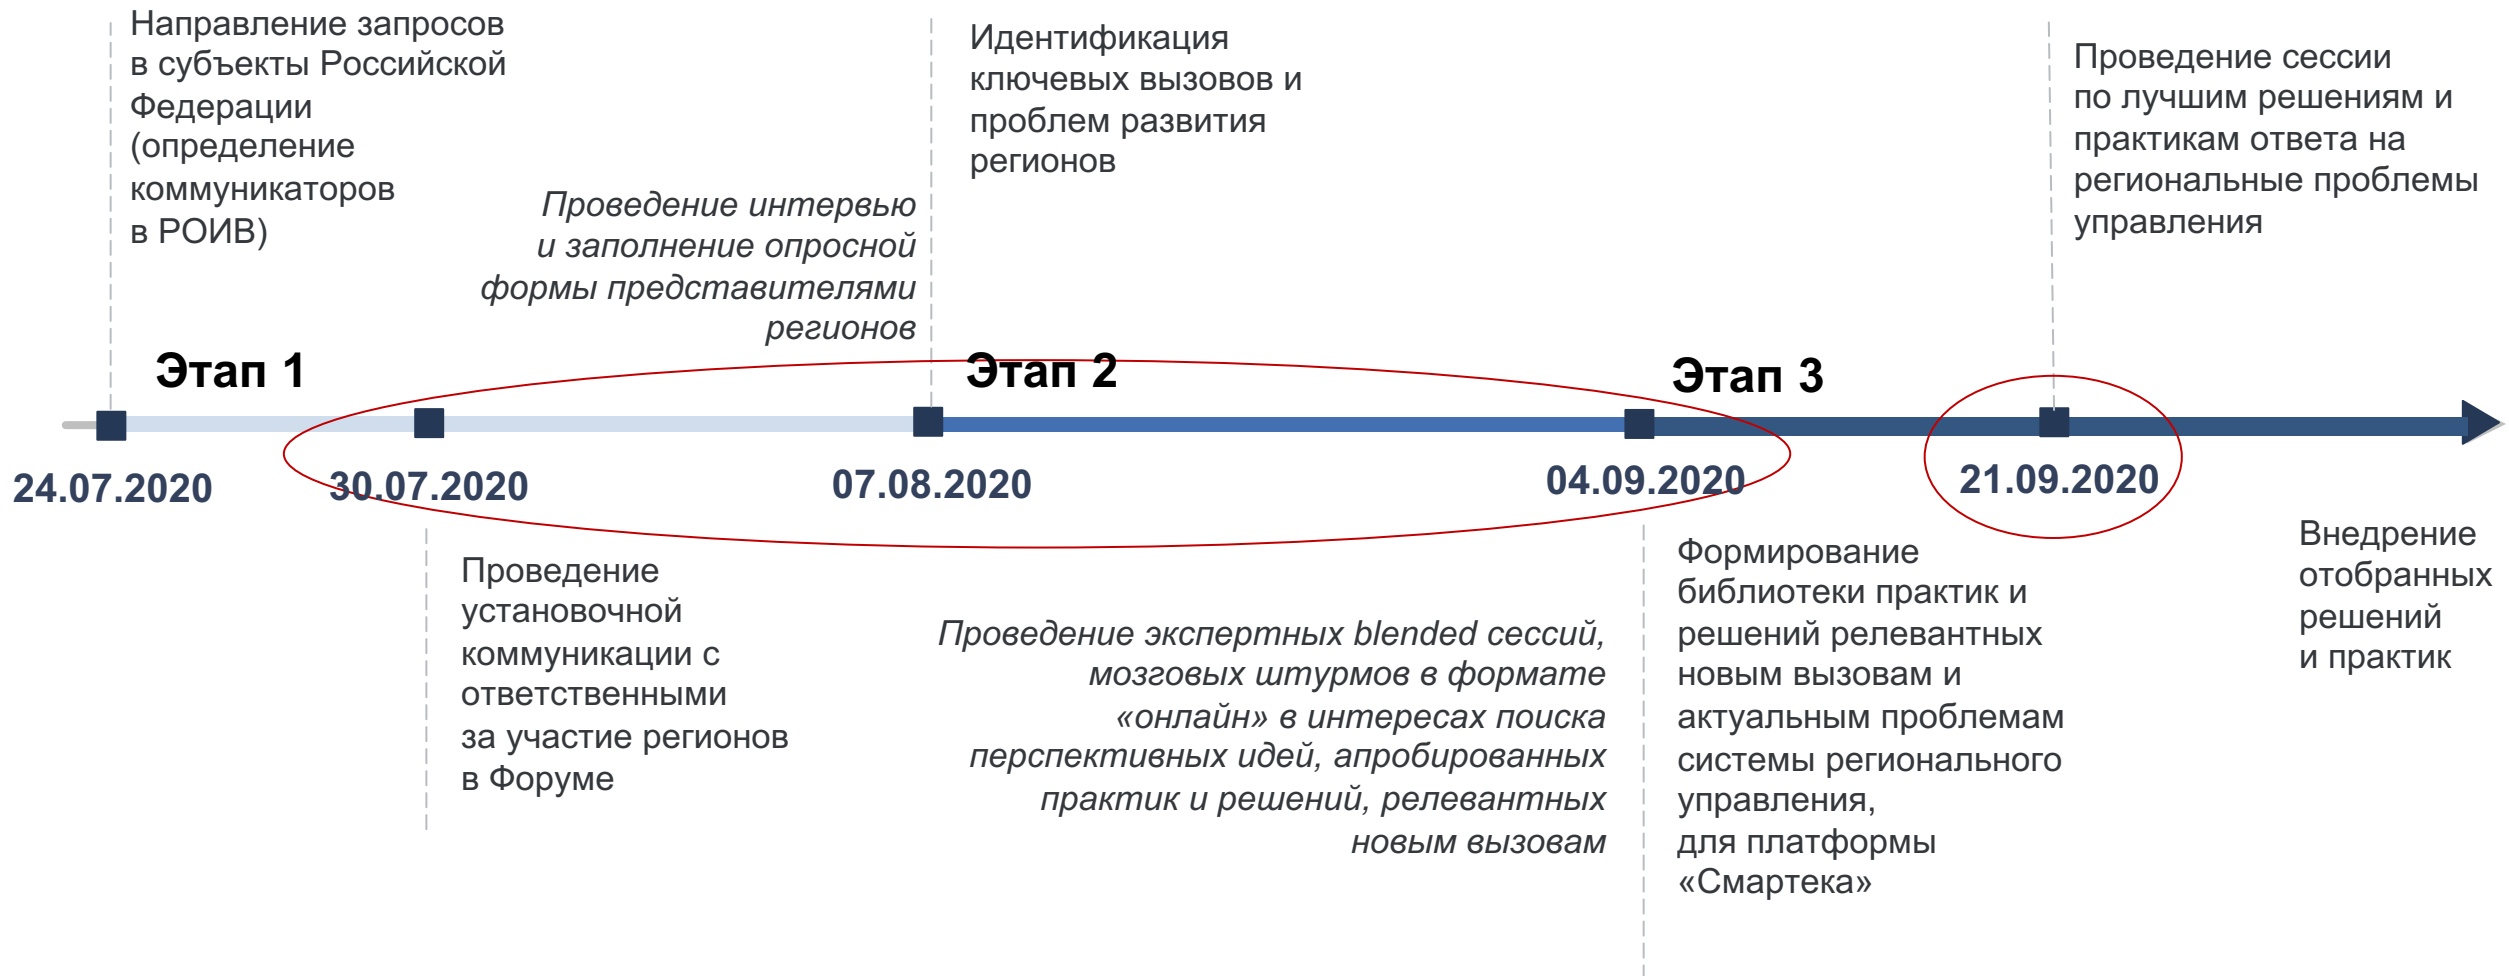 Направление запросов
в субъекты Российской
Федерации
(определение
коммуникаторов
в РОИВ)
Проведение интервью
и заполнение опросной
формы представителями
регионов
Идентификация
ключевых вызовов и
проблем развития
регионов
Проведение сессии
по лучшим решениям и
практикам ответа на
региональные проблемы
управления
Этап 1
Этап 2
Этап 3
24.07.2020
30.07.2020
07.08.2020
04.09.2020
21.09.2020
Проведение
установочной
коммуникации с
ответственными
за участие регионов
в Форуме
Проведение экспертных blended сессий,
мозговых штурмов в формате
«онлайн» в интересах поиска
перспективных идей, апробированных
практик и решений, релевантных
новым вызовам
Формирование
библиотеки практик и
решений релевантных
новым вызовам и
актуальным проблемам
системы регионального
управления,
для платформы
«Смартека»
Внедрение
отобранных
решений
и практик